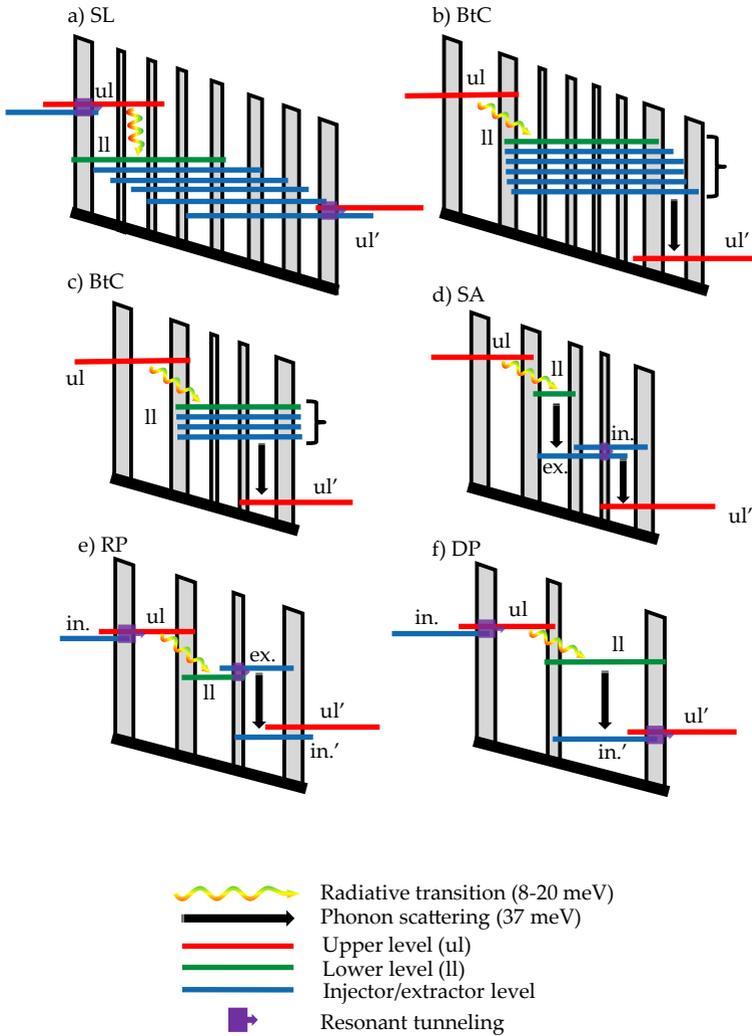 a) SL
ul
ll
ul′
b) BtC
ul
ll
ul′
c) BtC
ul
ll
ul′
d) SA
ul
ll
in.
ex.
ul′
e) RP
in.
ul
ex.
ll
ul′
in.′
f) DP
in.
ul
ll
ul′
in.′
Radiative transition (8-20 meV)
Phonon scattering (37 meV)
Upper level (ul)
Lower level (ll)
Injector/extractor level
Resonant tunneling